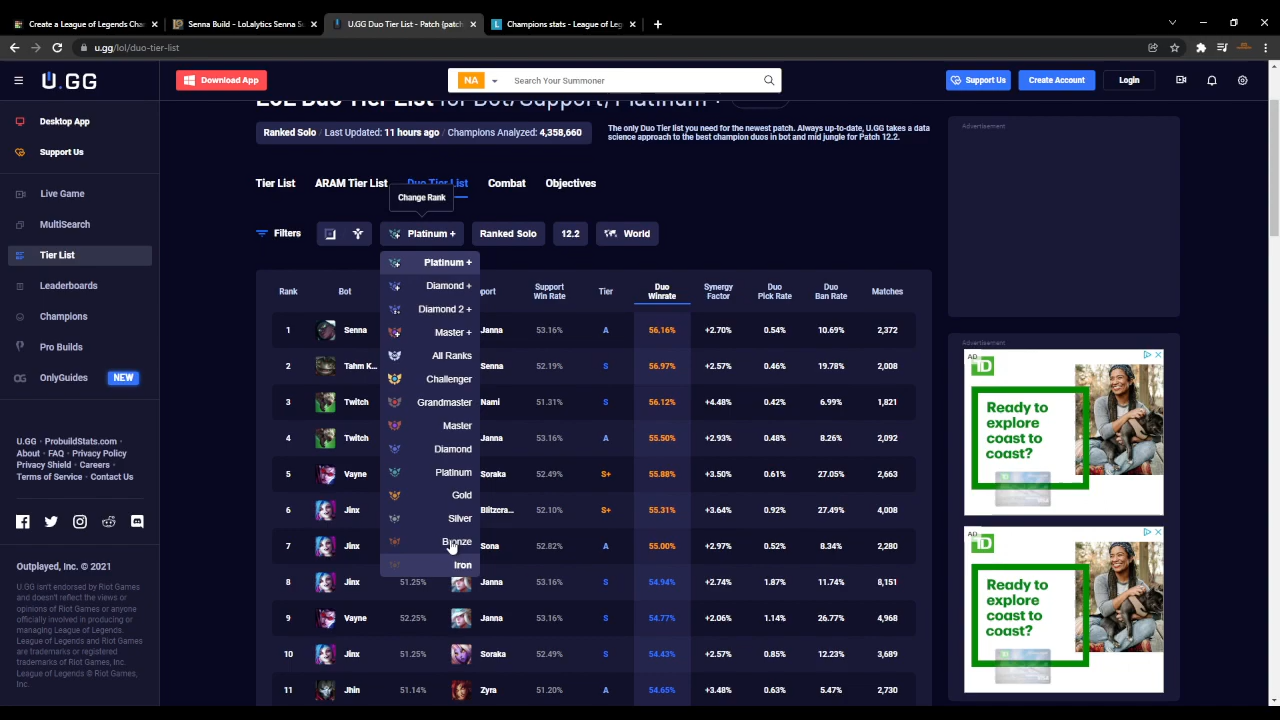 Create a League of Legends Char
Senna Build - LoLalytics Senna S
U.GG Duo Tier List - Patch {patch
Champions stats - League of Leg
u.gg/lol/duo-tier-list
U.GG
Download App
NA
Search Your Summoner
Support Us
Create Account
Login
Desktop App
Support Us
Live Game
MultiSearch
Tier List
Leaderboards
Champions
Pro Builds
OnlyGuides NEW
U.GG · ProbuildStats.com ·
About · FAQ · Privacy Policy
Privacy Shield · Careers ·
Terms of Service · Contact Us
Outplayed, Inc. © 2021
U.GG isn't endorsed by Riot Games
and doesn't reflect the views or
opinions of Riot Games or anyone
officially involved in producing or
managing League of Legends.
League of Legends and Riot Games
are trademarks or registered
trademarks of Riot Games, Inc.
League of Legends © Riot Games,
Inc.
LoL Duo Tier List for Bot/Support, Platinum +
Ranked Solo / Last Updated: 11 hours ago / Champions Analyzed: 4,358,660
The only Duo Tier list you need for the newest patch. Always up-to-date, U.GG takes a data
science approach to the best champion duos in bot and mid jungle for Patch 12.2.
Tier List
ARAM Tier List
Duo Tier List
Combat
Objectives
Change Rank
Filters
Platinum +
Ranked Solo
12.2
World
Platinum +
Diamond +
Diamond 2 +
Master +
All Ranks
Challenger
Grandmaster
Master
Diamond
Platinum
Gold
Silver
Bronze
Iron
Rank Bot port Support Win Rate Tier Duo Winrate Synergy Factor Duo Pick Rate Duo Ban Rate Matches
1 Senna Janna 53.16% A 56.16% +2.70% 0.54% 10.69% 2,372
2 Tahm K... Senna 52.19% S 56.97% +2.57% 0.46% 19.78% 2,008
3 Twitch Nami 51.31% S 56.12% +4.48% 0.42% 6.99% 1,821
4 Twitch Janna 53.16% A 55.50% +2.93% 0.48% 8.26% 2,092
5 Vayne Soraka 52.49% S+ 55.88% +3.50% 0.61% 27.05% 2,663
6 Jinx Blitzcra... 52.10% S+ 55.31% +3.64% 0.92% 27.49% 4,008
7 Jinx Sona 52.82% A 55.00% +2.97% 0.52% 8.34% 2,280
8 Jinx 51.25% Janna 53.16% S 54.94% +2.74% 1.87% 11.74% 8,151
9 Vayne 52.25% Janna 53.16% S 54.77% +2.06% 1.14% 26.77% 4,968
10 Jinx 51.25% Soraka 52.49% S 54.43% +2.57% 0.85% 12.23% 3,689
11 Jhin 51.14% Zyra 51.20% A 54.65% +3.48% 0.63% 5.47% 2,730
Advertisement
Advertisement
AD
TD
Ready to
explore
coast to
coast?
AD
TD
Ready to
explore
coast to
coast?